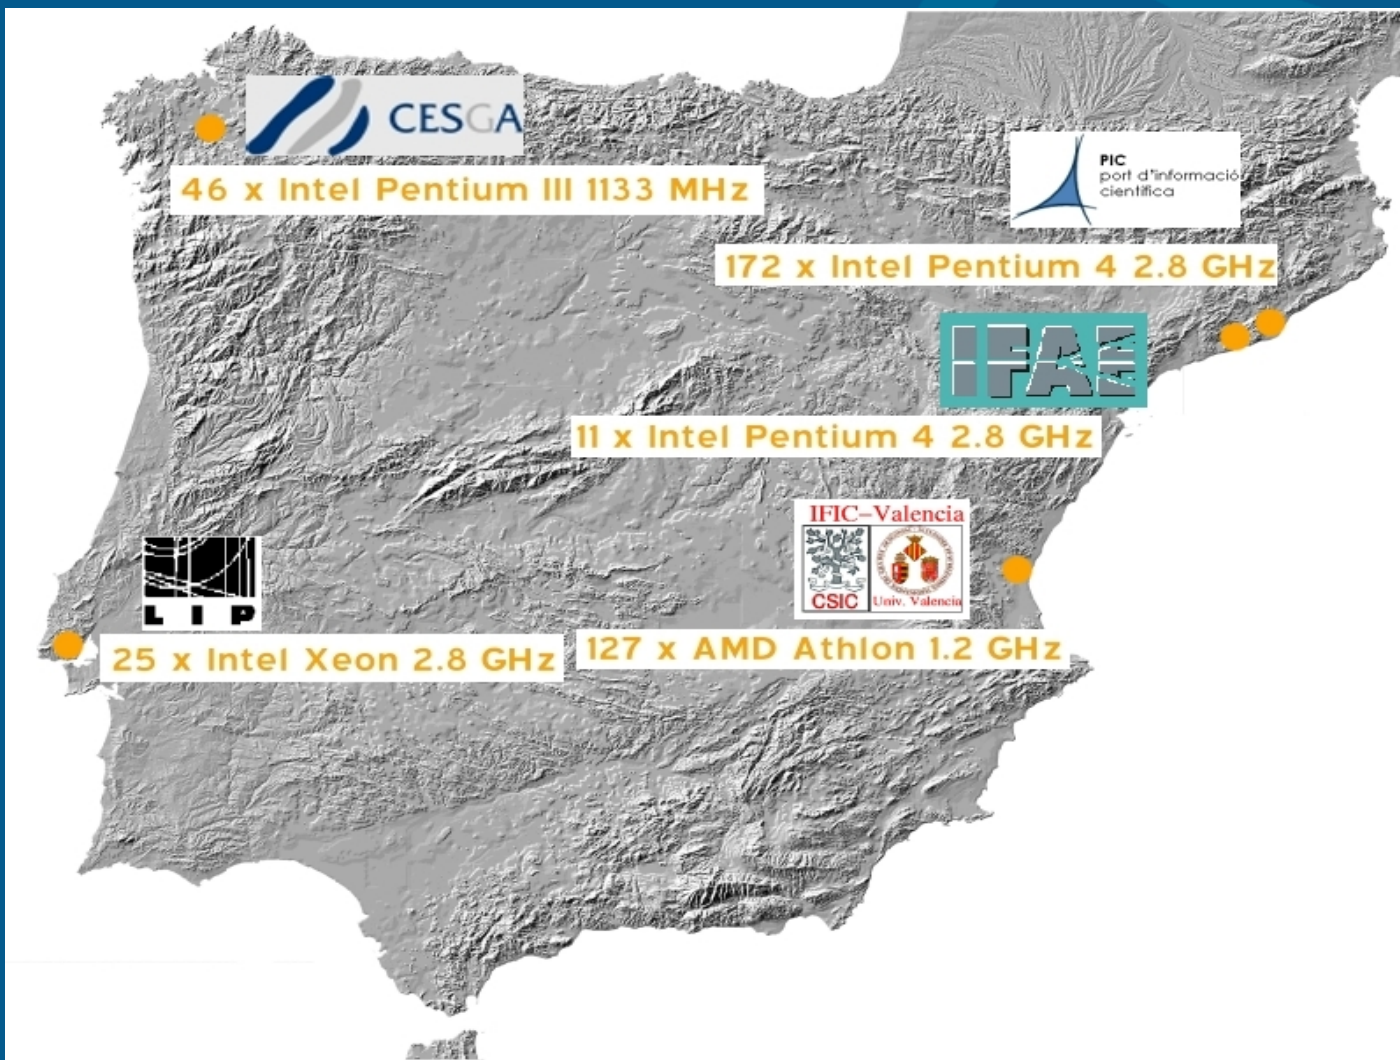 CESGA
46 x Intel Pentium III 1133 MHz
PIC
port d'informació
científica
172 x Intel Pentium 4 2.8 GHz
IFAE
11 x Intel Pentium 4 2.8 GHz
IFIC-Valencia
CSIC
Univ. Valencia
LIP
25 x Intel Xeon 2.8 GHz
127 x AMD Athlon 1.2 GHz